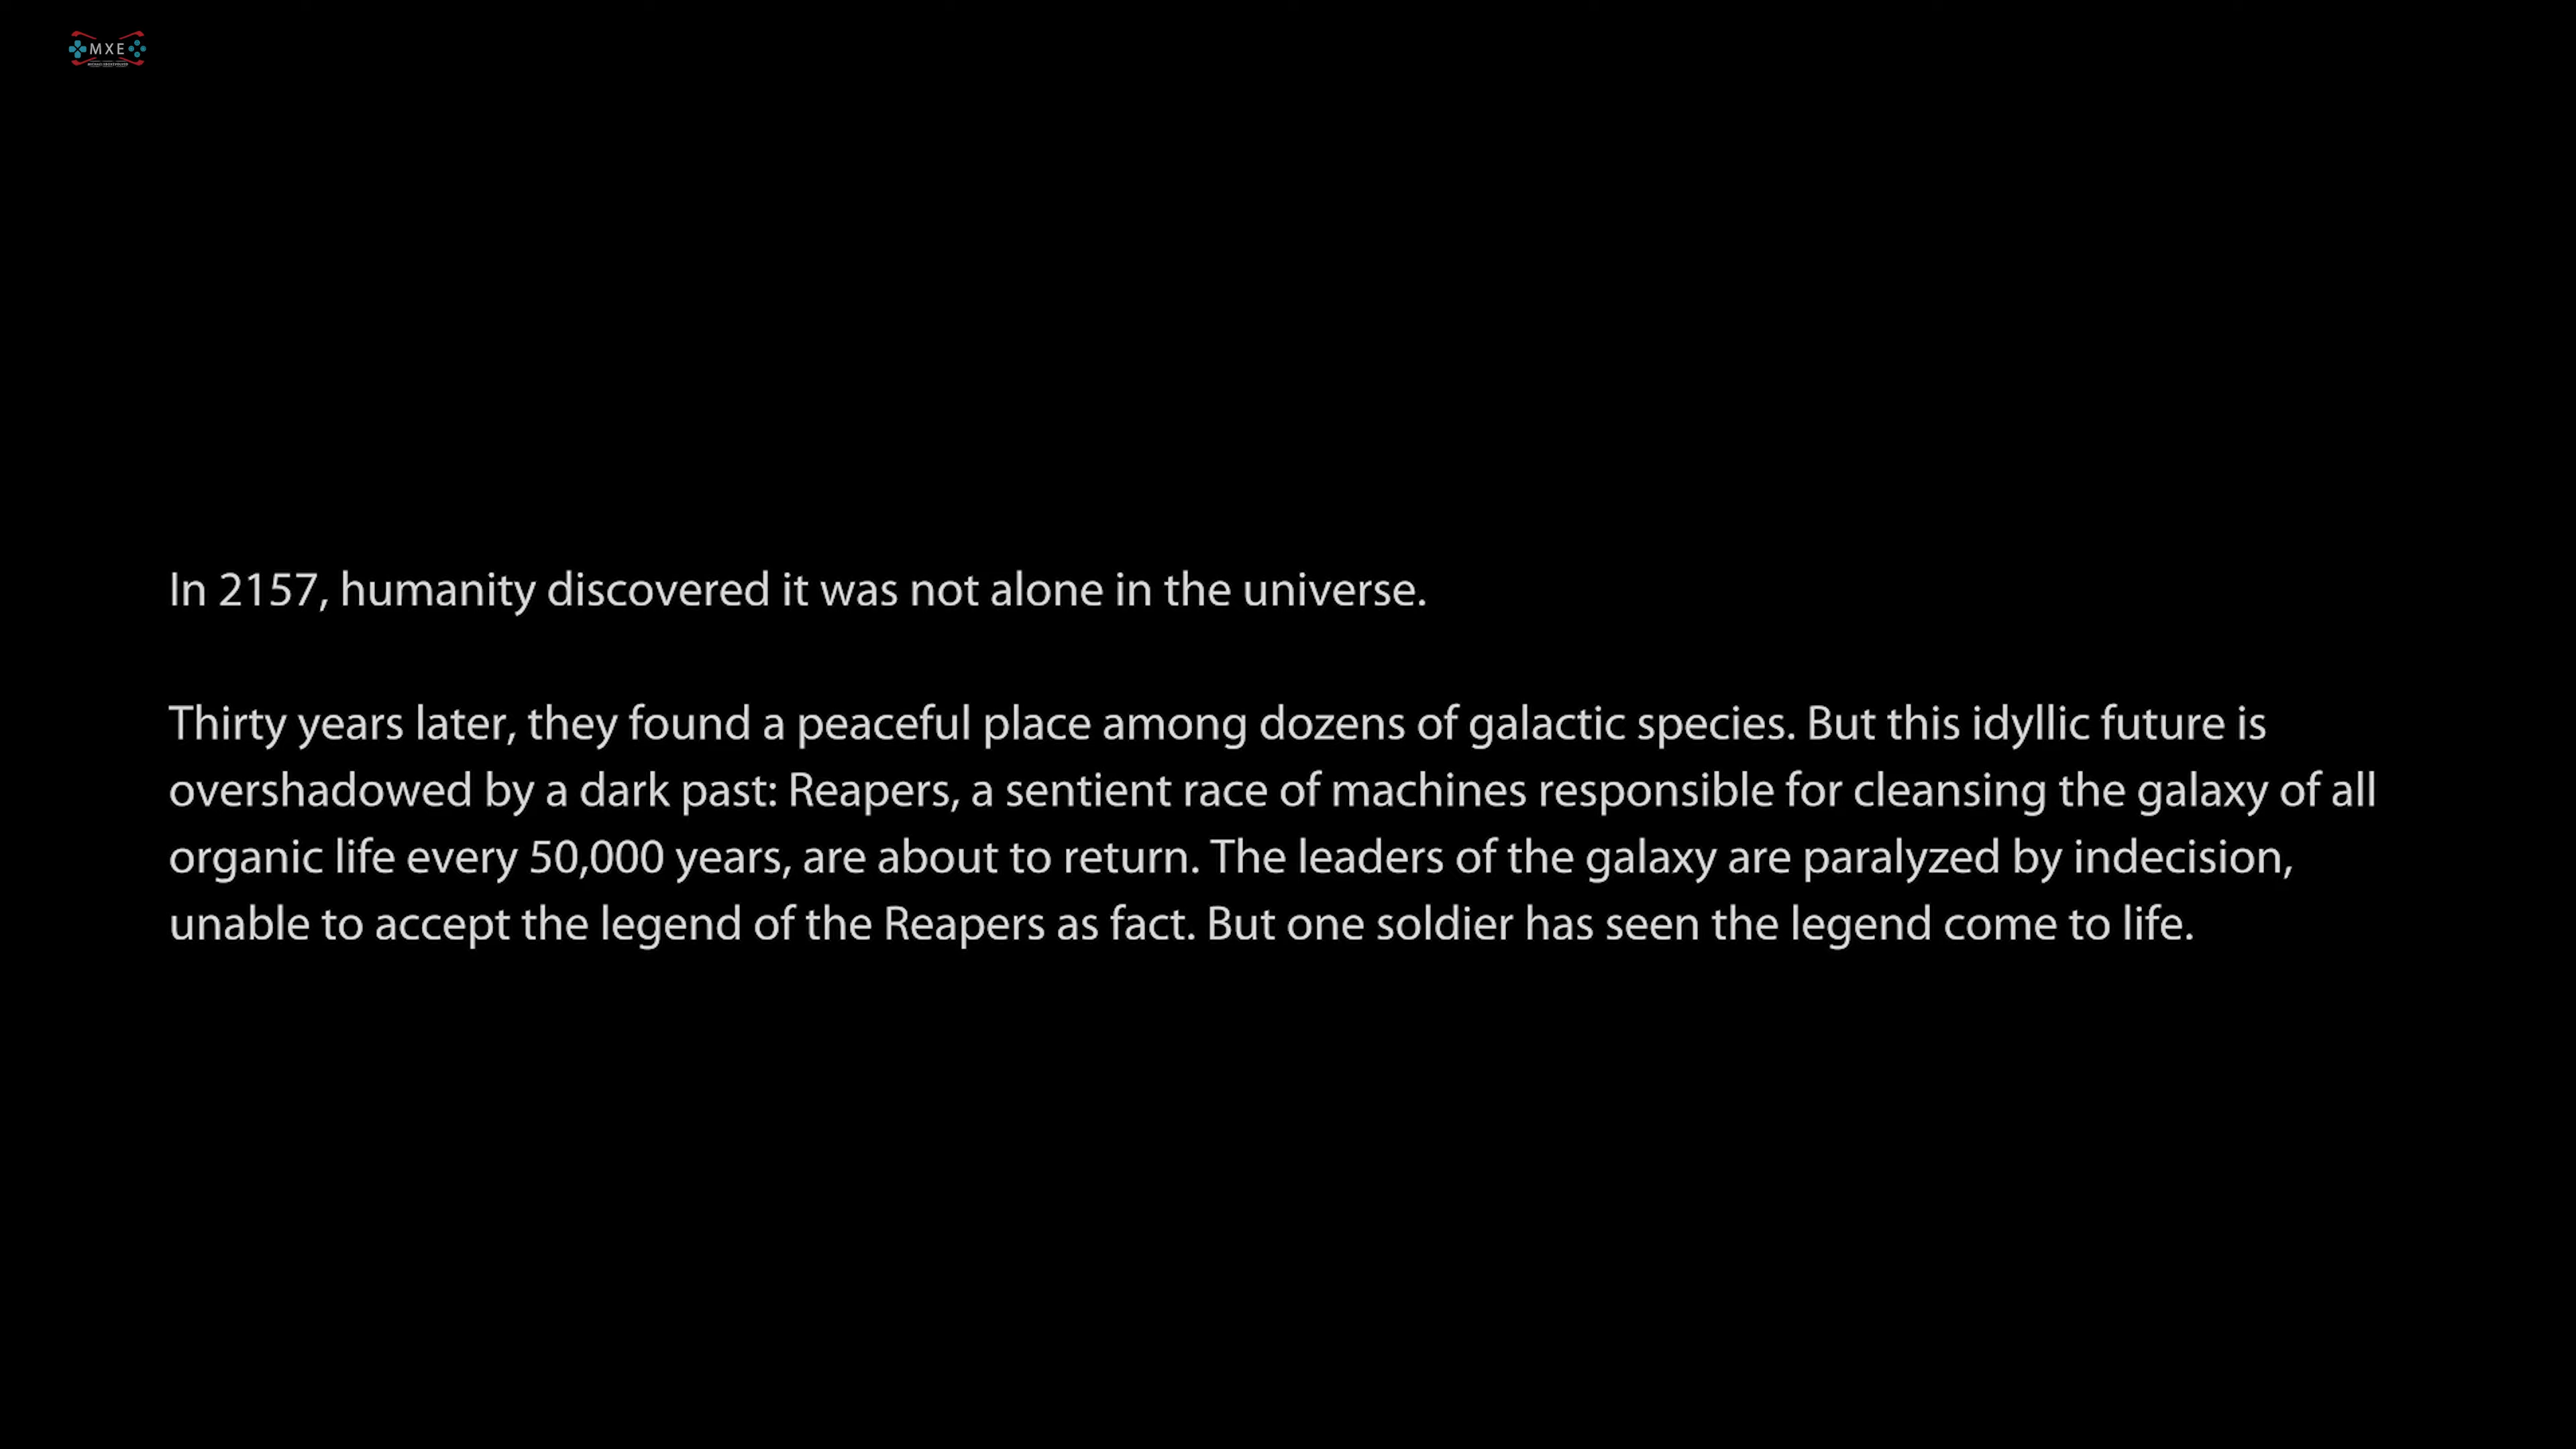 MXE
In 2157, humanity discovered it was not alone in the universe.
Thirty years later, they found a peaceful place among dozens of galactic species. But this idyllic future is
overshadowed by a dark past: Reapers, a sentient race of machines responsible for cleansing the galaxy of all
organic life every 50,000 years, are about to return. The leaders of the galaxy are paralyzed by indecision,
unable to accept the legend of the Reapers as fact. But one soldier has seen the legend come to life.